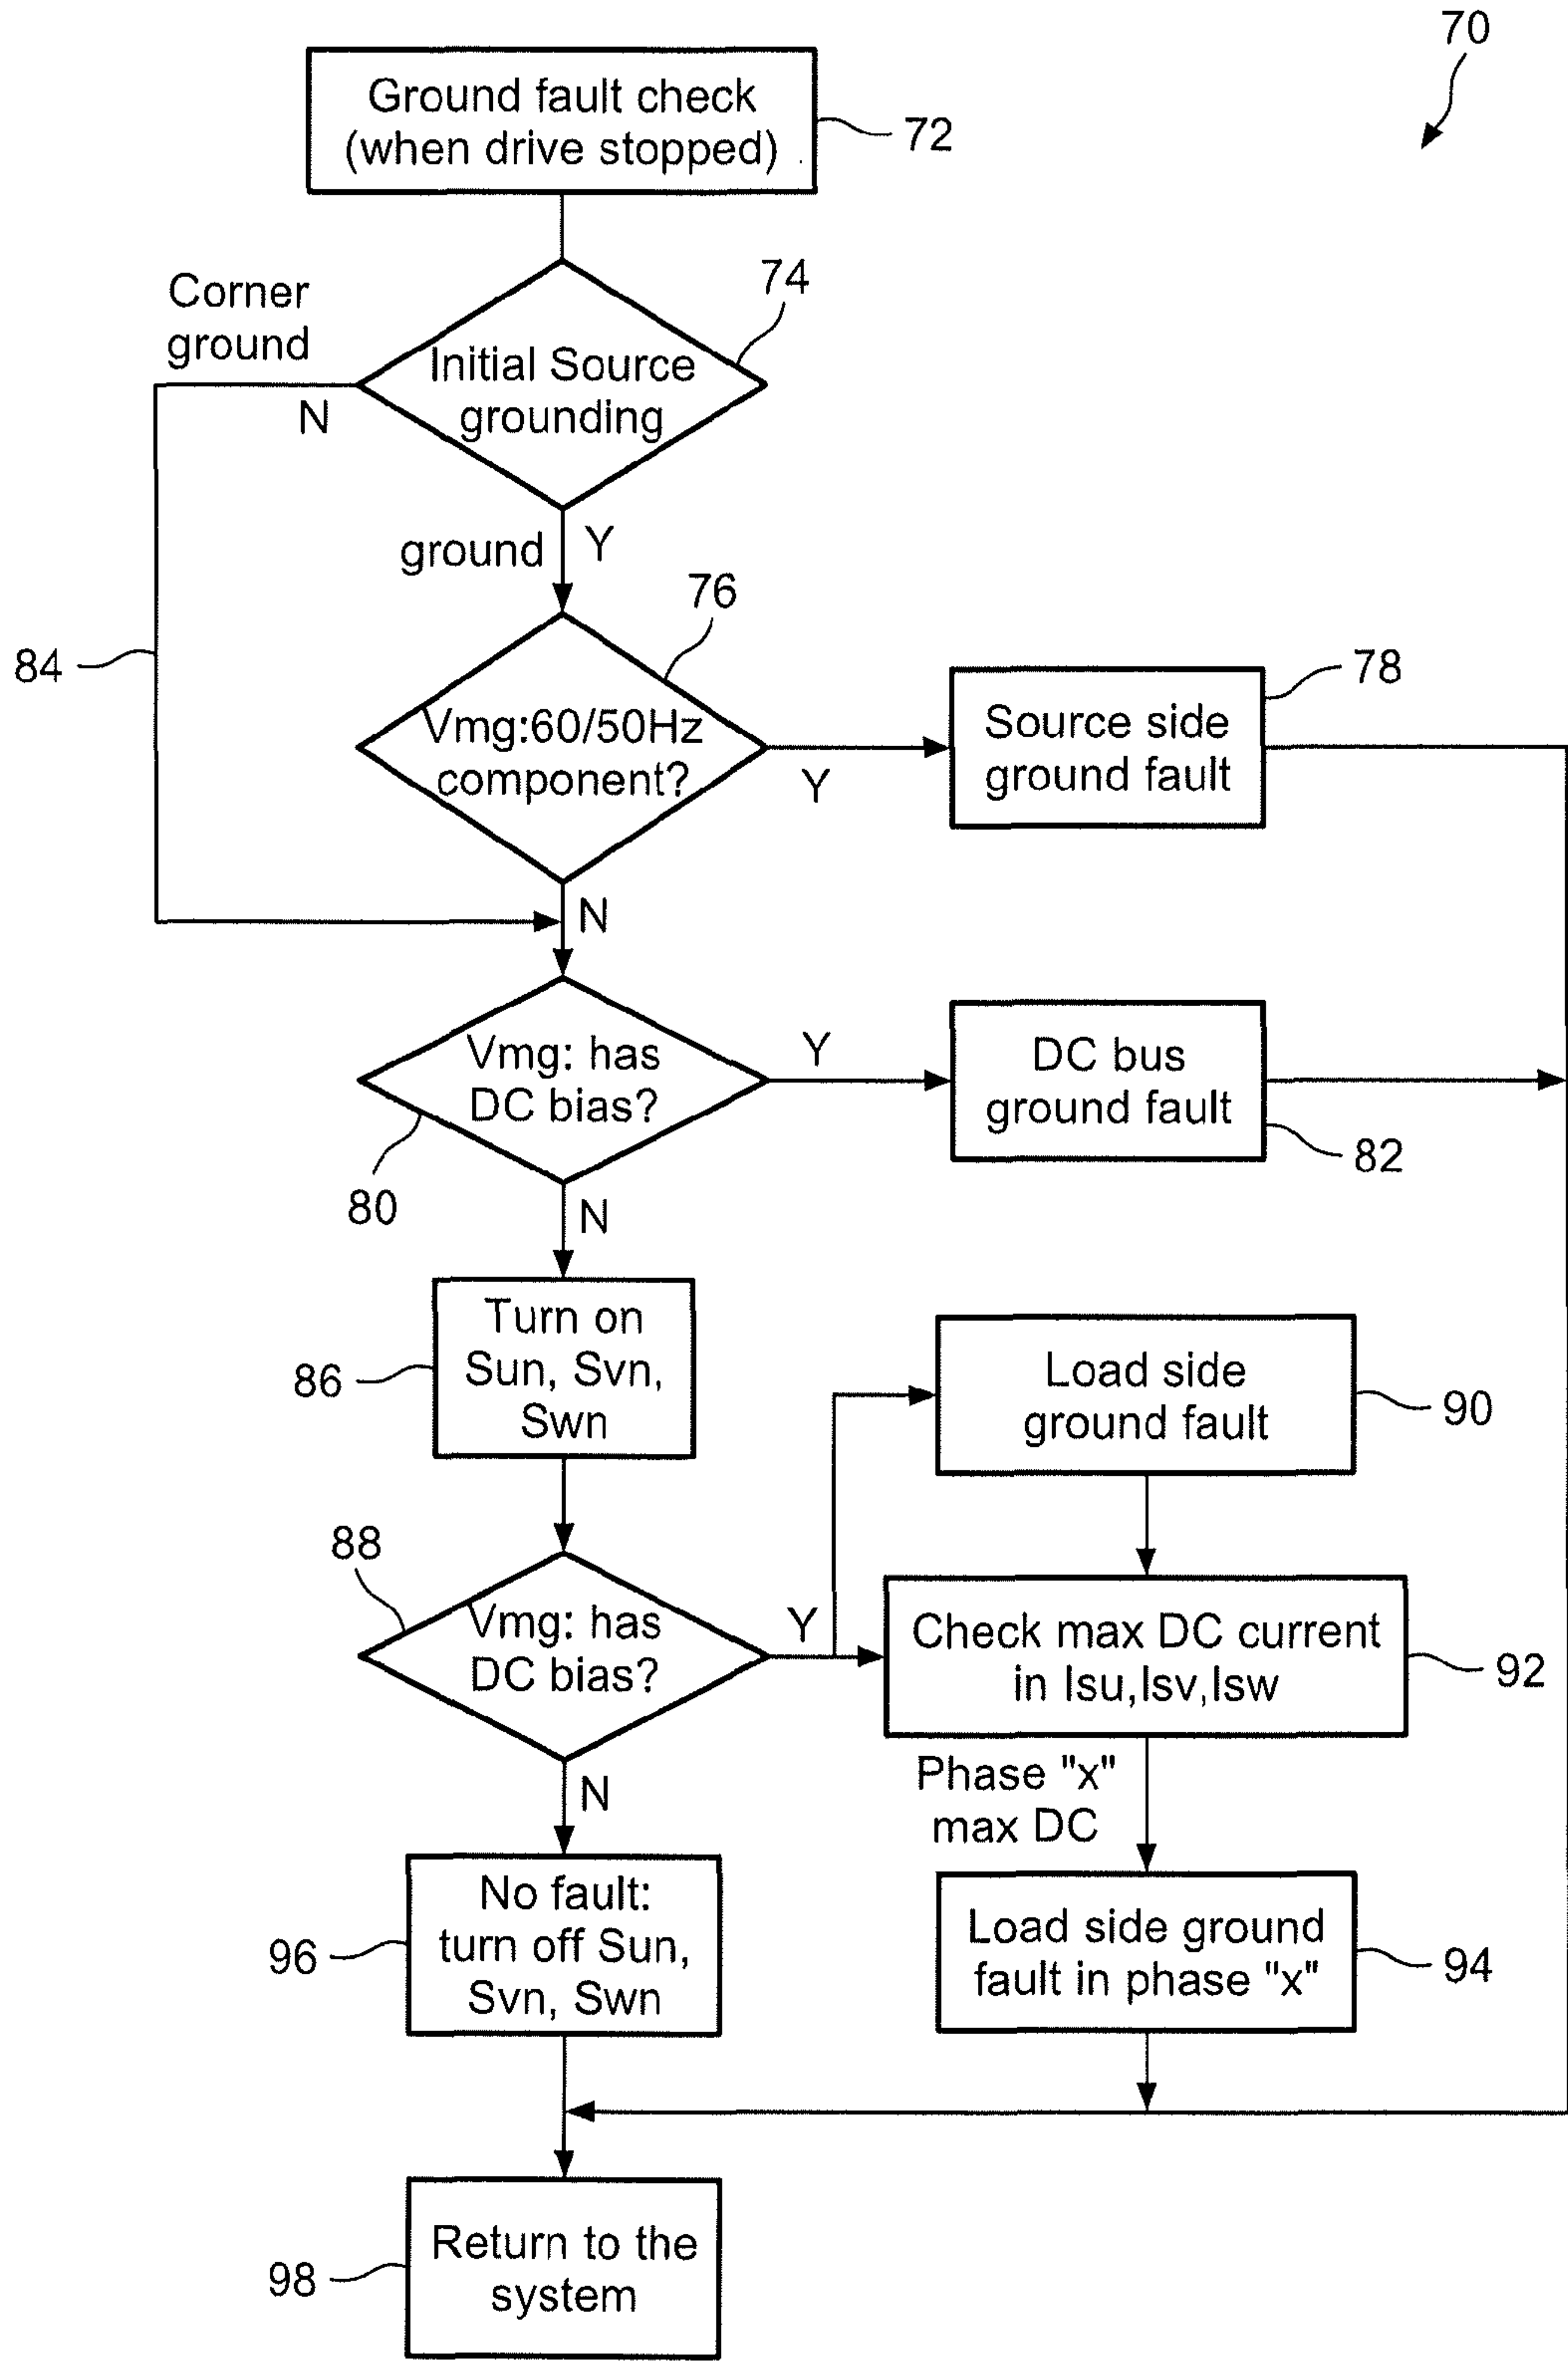 70
Ground fault check
(when drive stopped)
72
Corner
ground
74
Initial Source
grounding
N
ground
Y
76
84
Vmg:60/50Hz
component?
Y
78
Source side
ground fault
N
Vmg: has
DC bias?
Y
80
DC bus
ground fault
82
N
Turn on
Sun, Svn,
Swn
86
Load side
ground fault
90
88
Vmg: has
DC bias?
Y
Check max DC current
in Isu,Isv,Isw
92
N
Phase "x"
max DC
No fault:
turn off Sun,
Svn, Swn
96
Load side ground
fault in phase "x"
94
Return to the
system
98